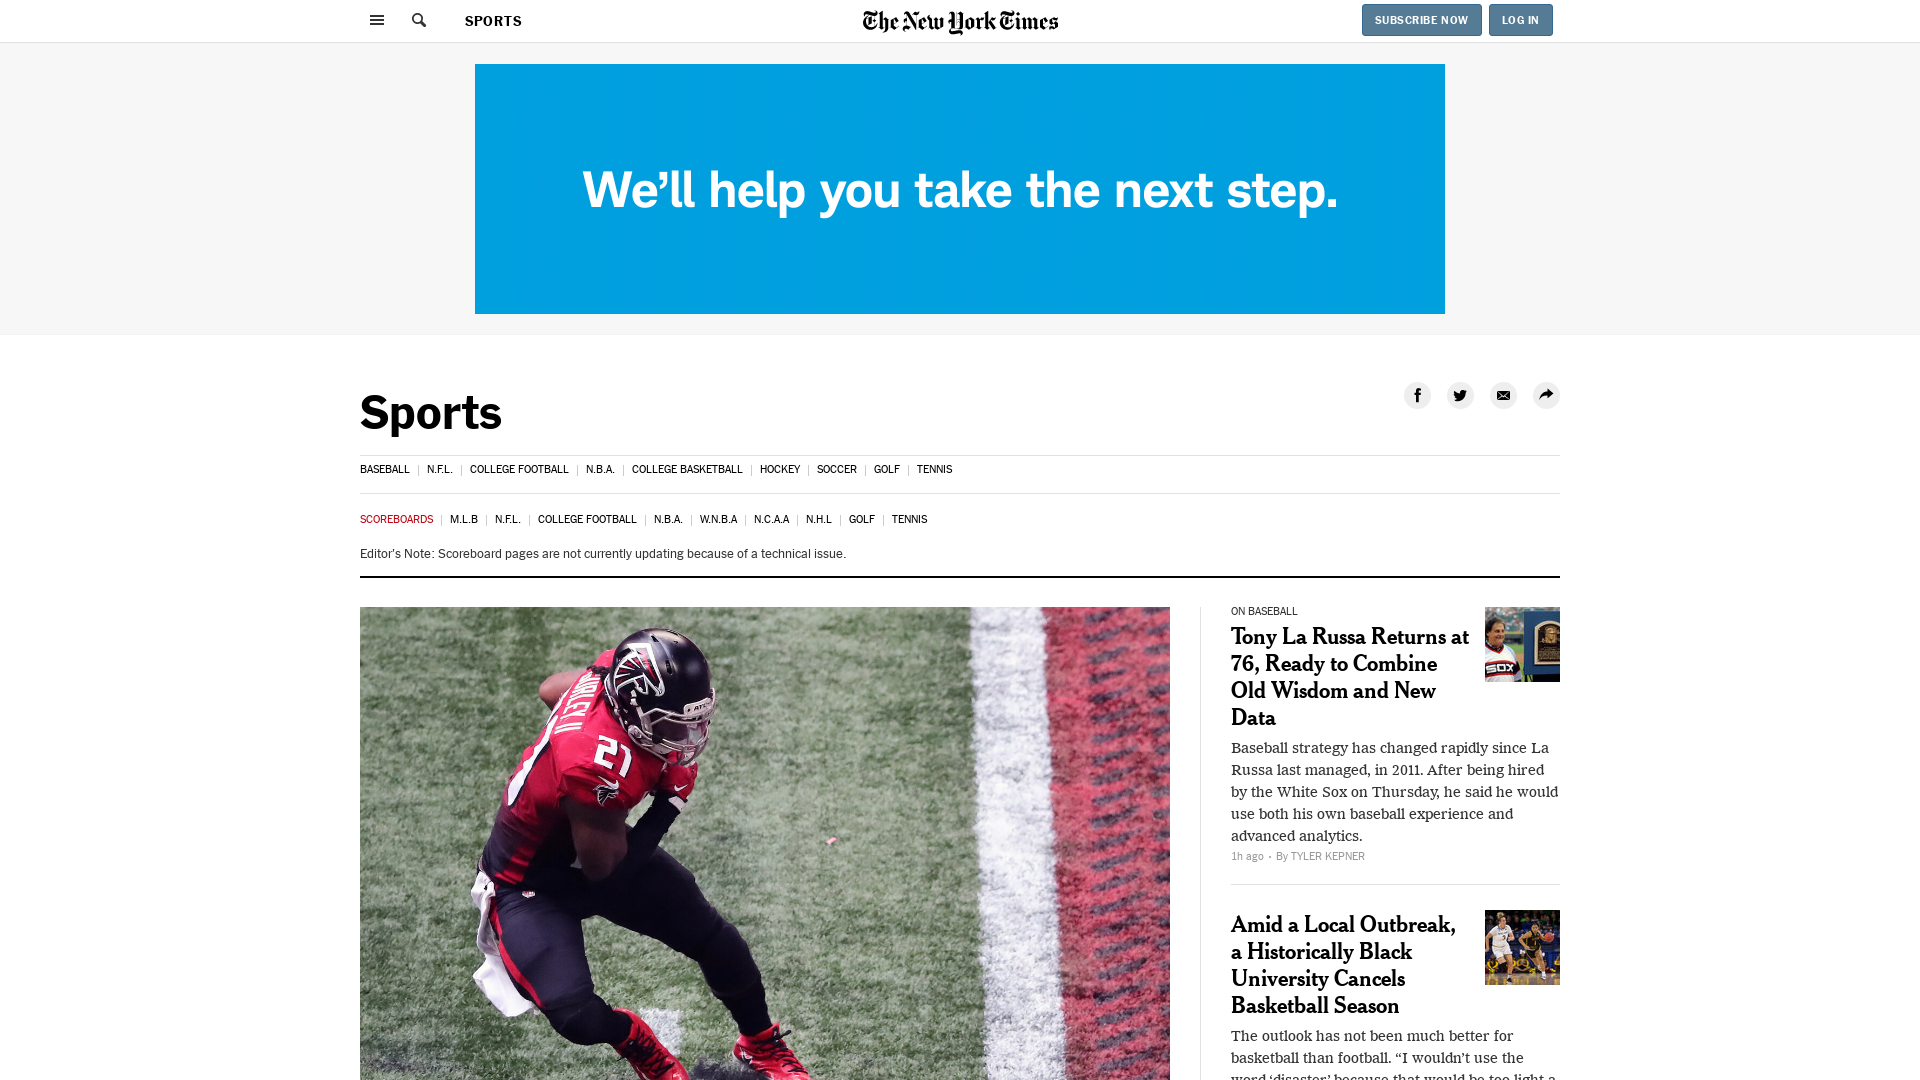 SPORTS
The New York Times
SUBSCRIBE NOW
LOG IN
We'll help you take the next step.
Sports
BASEBALL
N.F.L.
COLLEGE FOOTBALL
N.B.A.
COLLEGE BASKETBALL
HOCKEY
SOCCER
GOLF
TENNIS
SCOREBOARDS
M.L.B
N.F.L.
COLLEGE FOOTBALL
N.B.A.
W.N.B.A
N.C.A.A
N.H.L
GOLF
TENNIS
Editor's Note: Scoreboard pages are not currently updating because of a technical issue.
GURLEY II
21
ON BASEBALL
Tony La Russa Returns at
76, Ready to Combine
Old Wisdom and New
Data
SOX
Baseball strategy has changed rapidly since La
Russa last managed, in 2011. After being hired
by the White Sox on Thursday, he said he would
use both his own baseball experience and
advanced analytics.
1h ago • By TYLER KEPNER
Amid a Local Outbreak,
a Historically Black
University Cancels
Basketball Season
The outlook has not been much better for
basketball than football. “I wouldn’t use the
word ‘disaster’ because that would be too light a